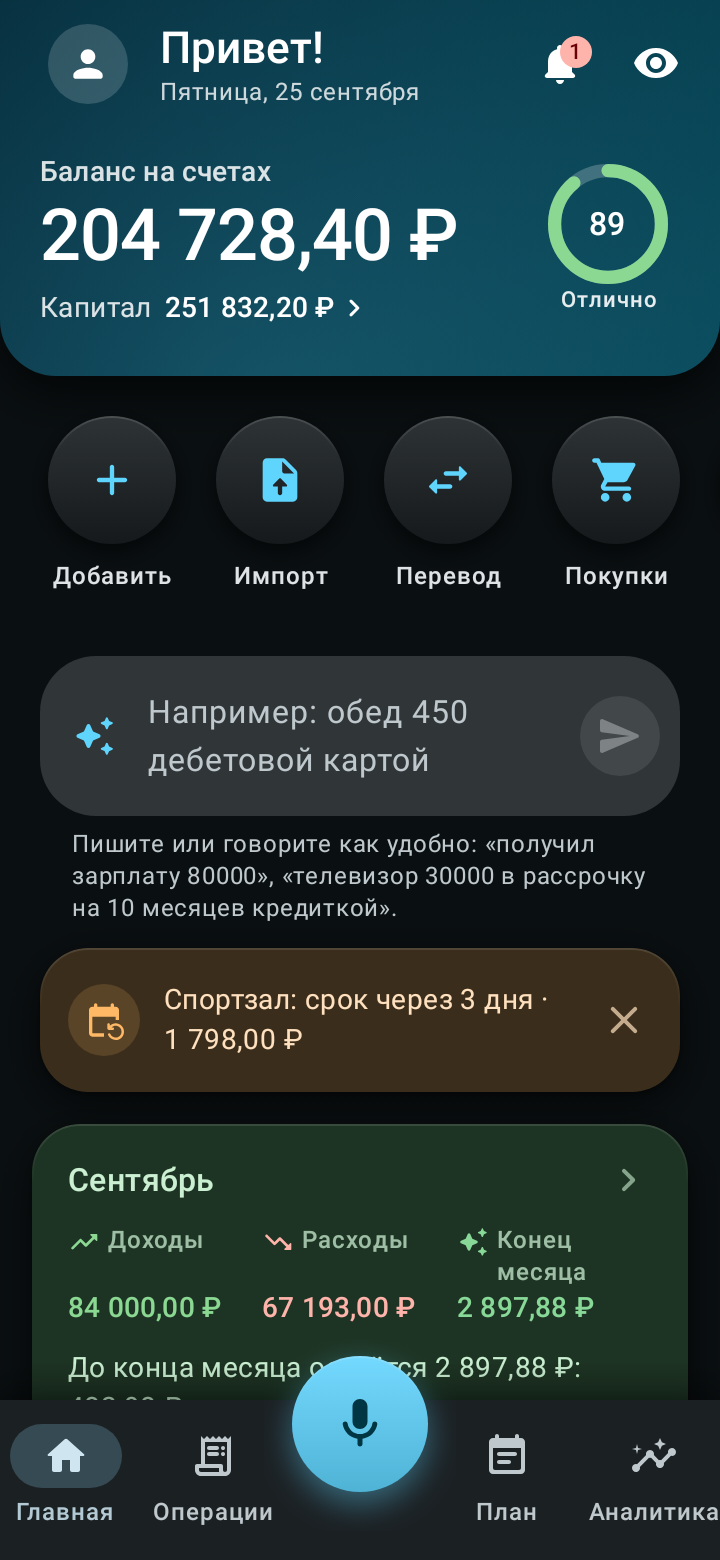 Привет!
1
Пятница, 25 сентября
Баланс на счетах
204 728,40 ₽
89
Капитал 251 832,20 ₽
Отлично
Добавить Импорт Перевод Покупки
Например: обед 450
дебетовой картой
Пишите или говорите как удобно: «получил
зарплату 80000», «телевизор 30000 в рассрочку
на 10 месяцев кредиткой».
Спортзал: срок через 3 дня ·
1 798,00 ₽
Сентябрь
Доходы Расходы Конец
месяца
84 000,00 ₽ 67 193,00 ₽ 2 897,88 ₽
До конца месяца 2 897,88 ₽:
Главная Операции План Аналитика